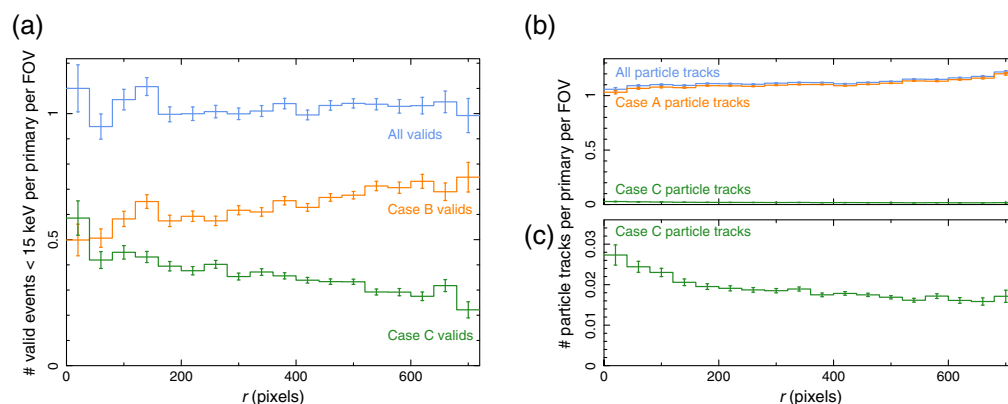 (a)
# valid events < 15 keV per primary per FOV
1
0.5
0
All valids
Case B valids
Case C valids
0 200 400 600
r (pixels)
(b)
# particle tracks per primary per FOV
1
0.5
0
All particle tracks
Case A particle tracks
Case C particle tracks
(c)
0.03
0.02
0.01
Case C particle tracks
0 200 400 600
r (pixels)